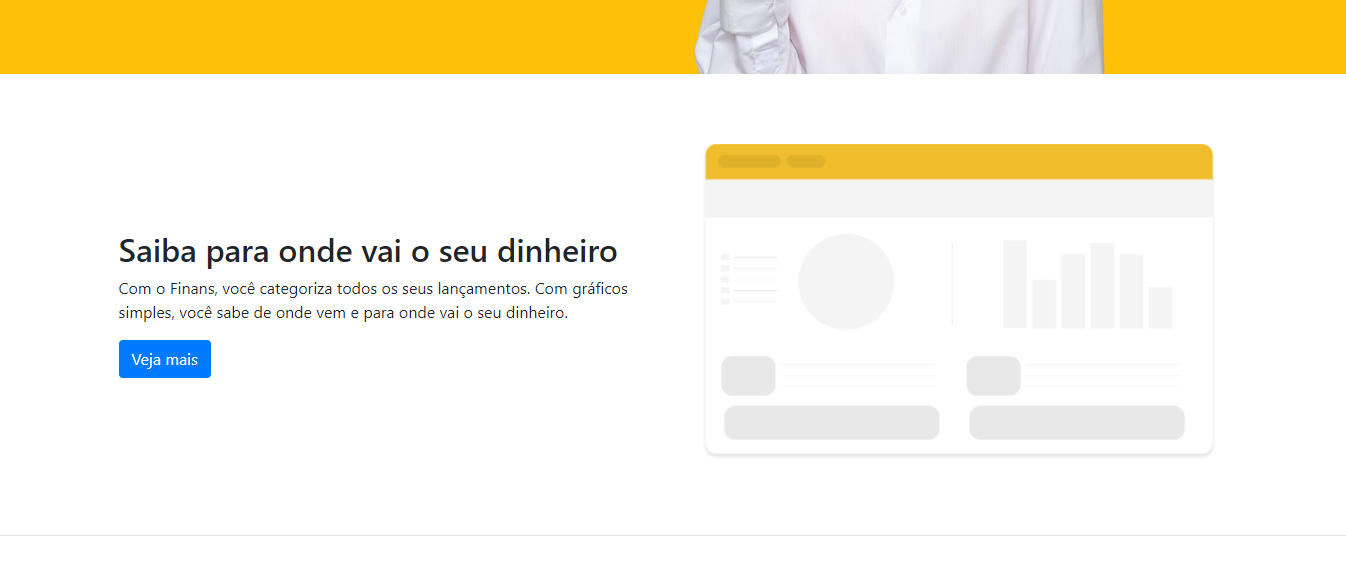 Saiba para onde vai o seu dinheiro
Com o Finans, você categoriza todos os seus lançamentos. Com gráficos
simples, você sabe de onde vem e para onde vai o seu dinheiro.
Veja mais